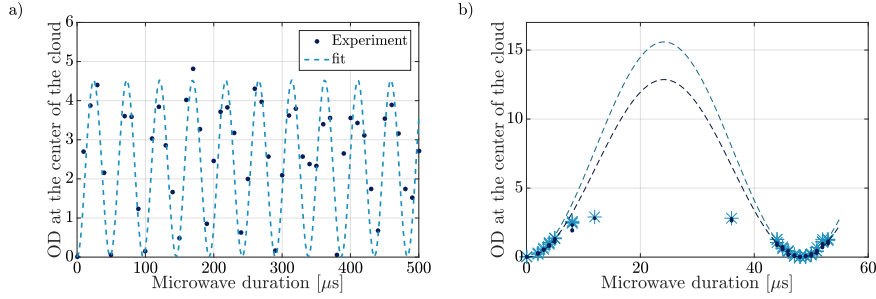 a)
OD at the center of the cloud
6
5
4
3
2
1
0
0
100
200
300
400
500
Microwave duration [μs]
Experiment
fit
b)
OD at the center of the cloud
15
10
5
0
0
20
40
60
Microwave duration [μs]